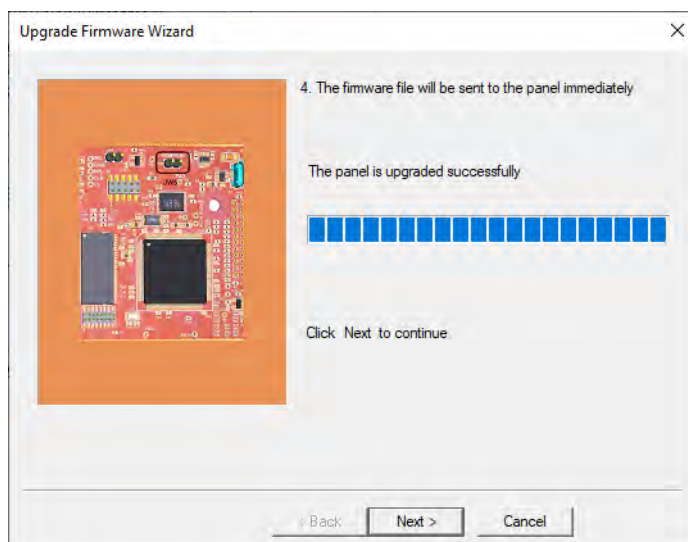 Upgrade Firmware Wizard
4. The firmware file will be sent to the panel immediately
JW5
The panel is upgraded successfully
Click Next to continue
< Back
Next >
Cancel